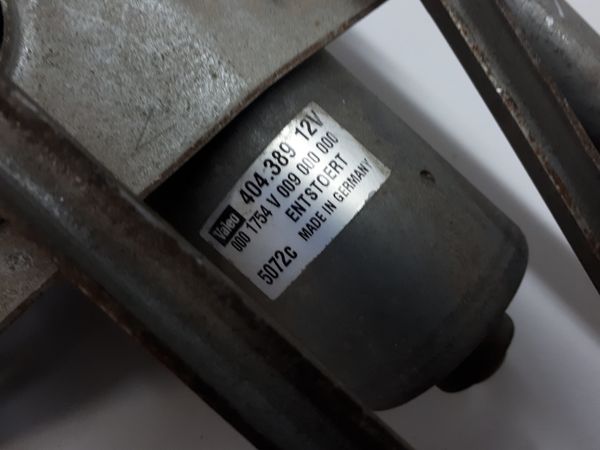 Valeo 404.389 12V
000 1754 V 009 000 000
ENTSTOERT
5072C MADE IN GERMANY